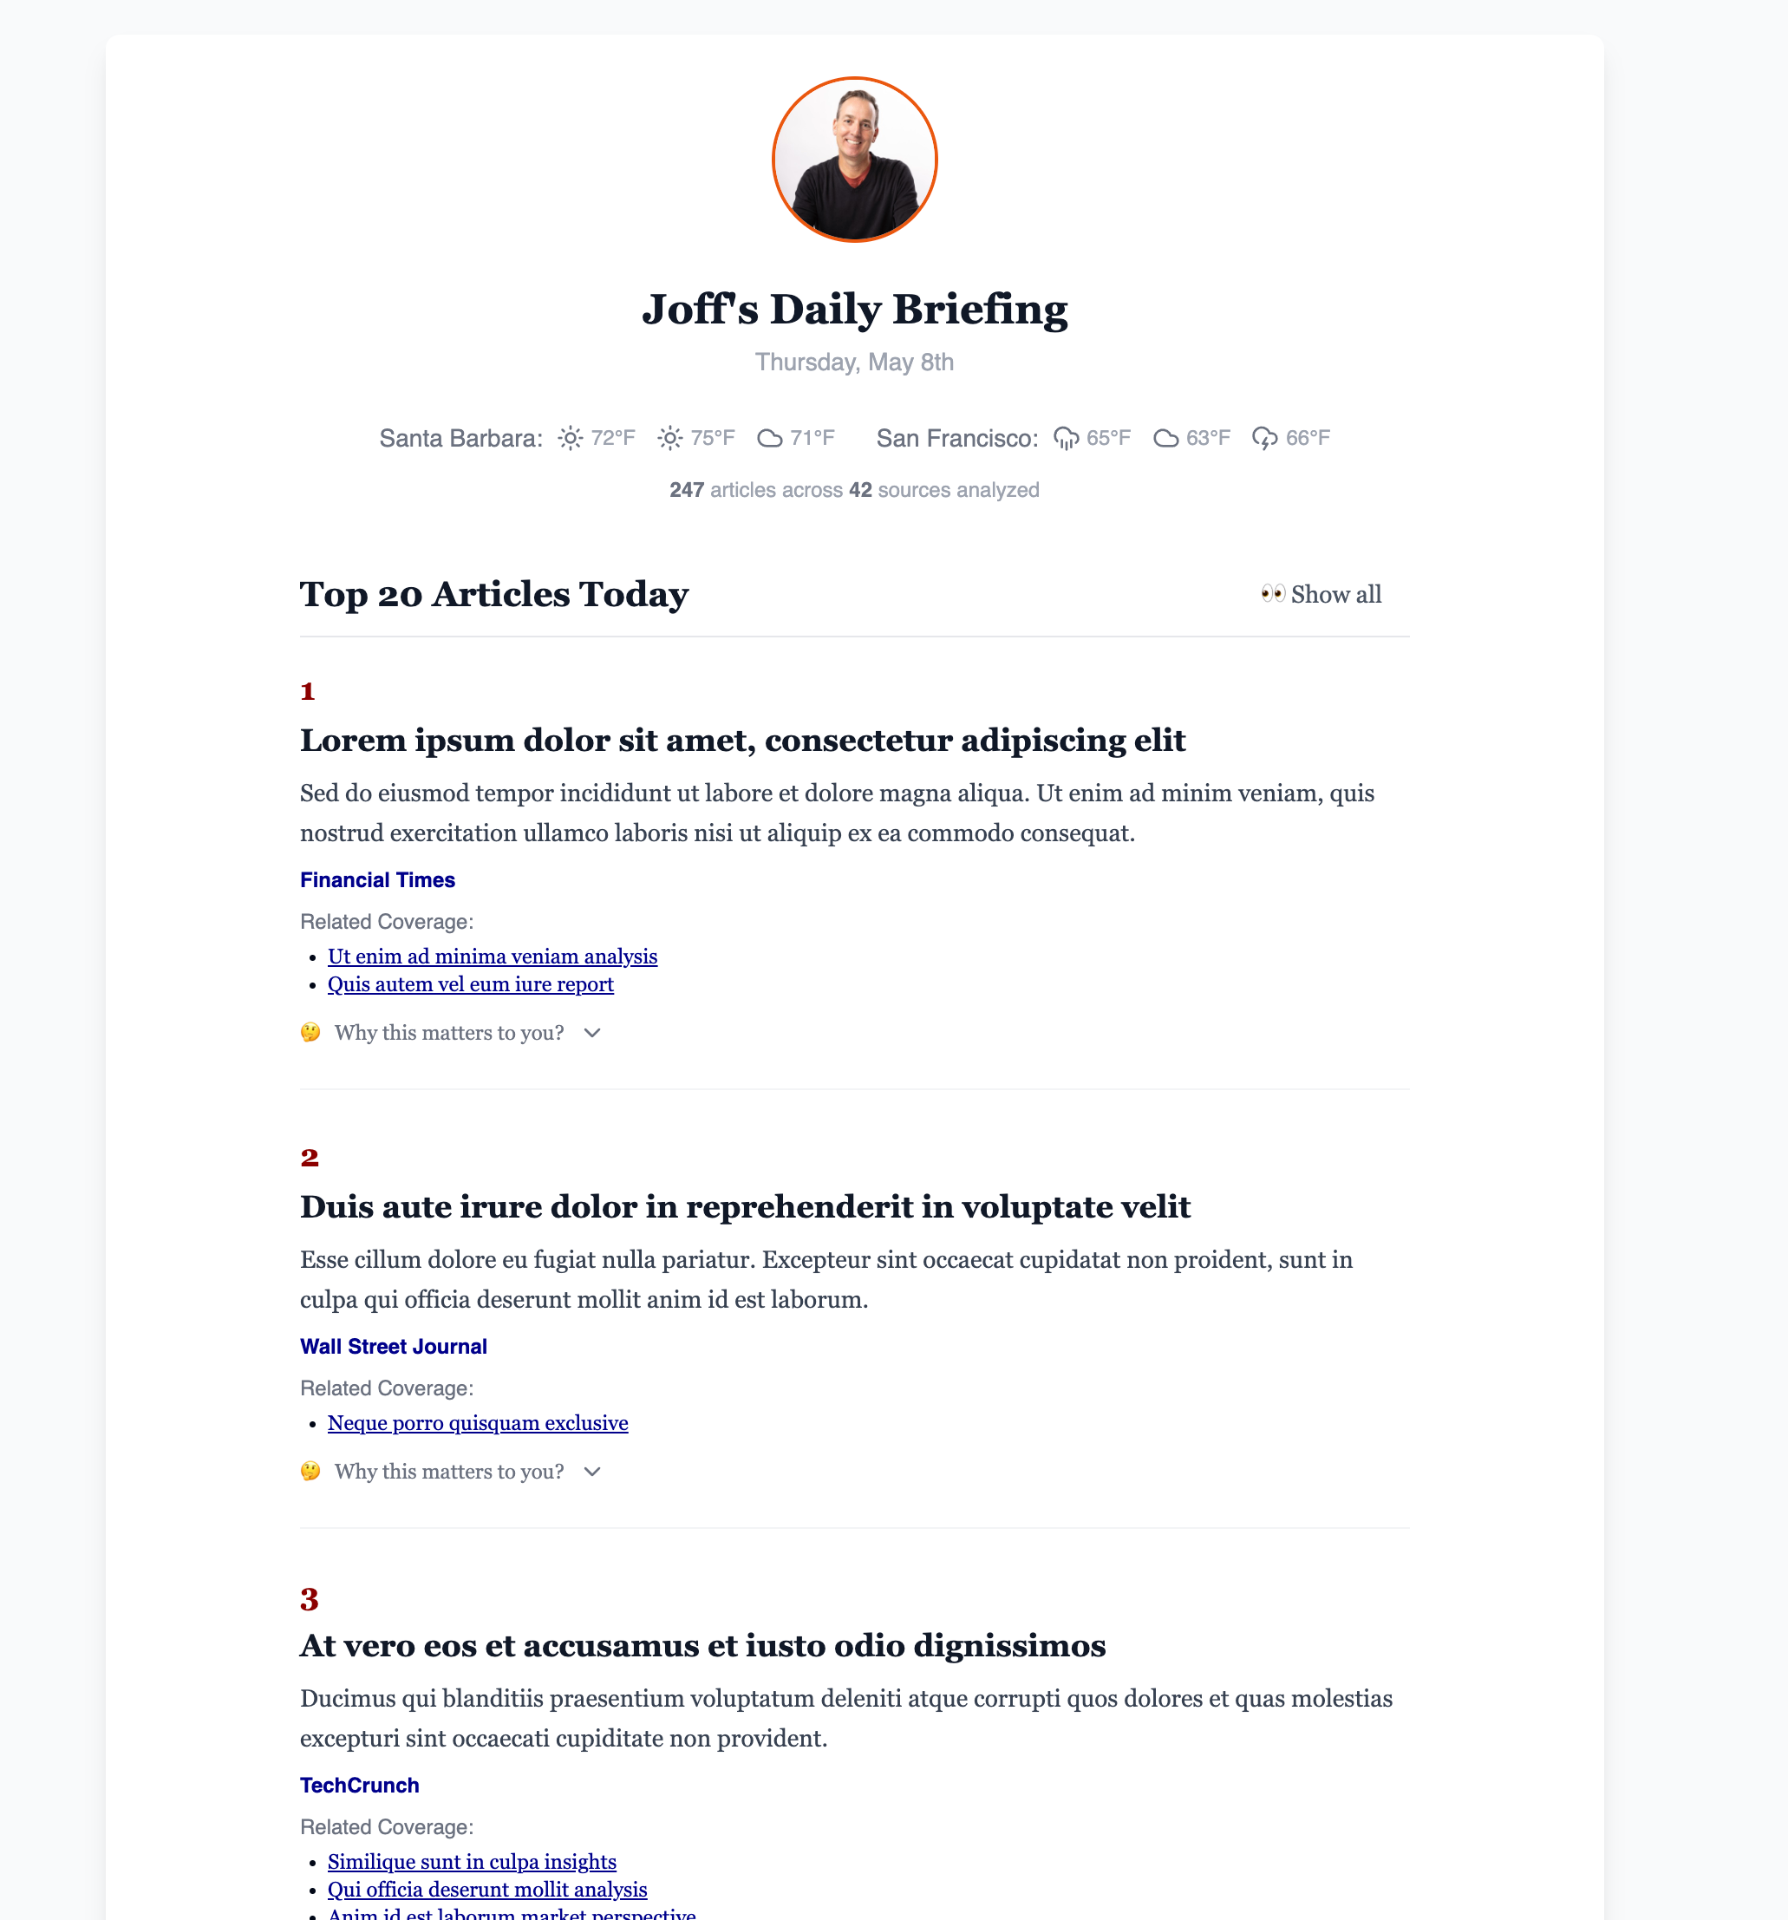 Joff's Daily Briefing
Thursday, May 8th
Santa Barbara: 72°F 75°F 71°F San Francisco: 65°F 63°F 66°F
247 articles across 42 sources analyzed
Top 20 Articles Today 👀 Show all
1
Lorem ipsum dolor sit amet, consectetur adipiscing elit
Sed do eiusmod tempor incididunt ut labore et dolore magna aliqua. Ut enim ad minim veniam, quis
nostrud exercitation ullamco laboris nisi ut aliquip ex ea commodo consequat.
Financial Times
Related Coverage:
• Ut enim ad minima veniam analysis
• Quis autem vel eum iure report
🤔 Why this matters to you?
2
Duis aute irure dolor in reprehenderit in voluptate velit
Esse cillum dolore eu fugiat nulla pariatur. Excepteur sint occaecat cupidatat non proident, sunt in
culpa qui officia deserunt mollit anim id est laborum.
Wall Street Journal
Related Coverage:
• Neque porro quisquam exclusive
🤔 Why this matters to you?
3
At vero eos et accusamus et iusto odio dignissimos
Ducimus qui blanditiis praesentium voluptatum deleniti atque corrupti quos dolores et quas molestias
excepturi sint occaecati cupiditate non provident.
TechCrunch
Related Coverage:
• Similique sunt in culpa insights
• Qui officia deserunt mollit analysis
• Anim id est laborum market perspective